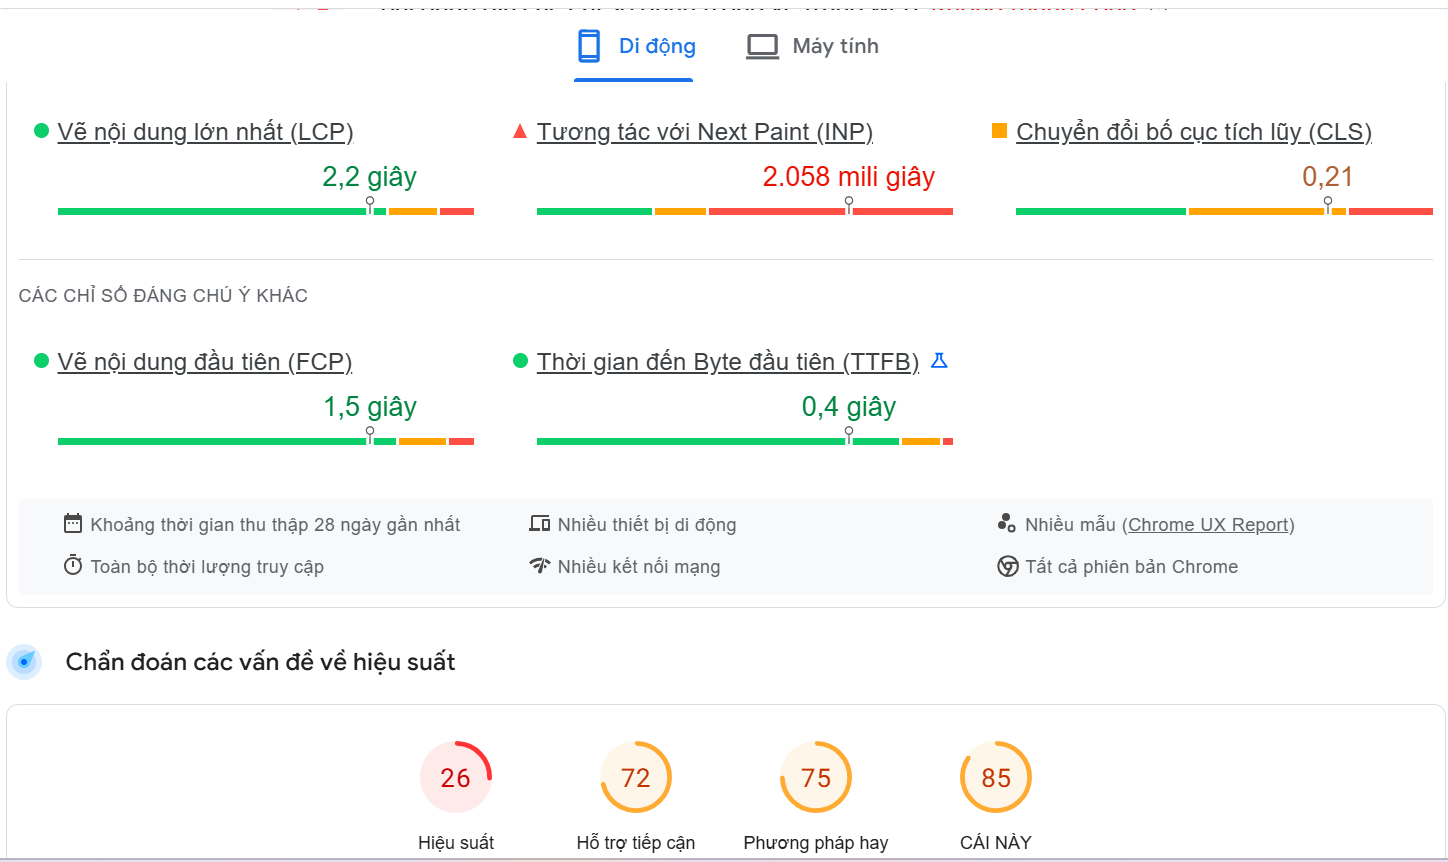 Di động
Máy tính
Vẽ nội dung lớn nhất (LCP)
2,2 giây
Tương tác với Next Paint (INP)
2.058 mili giây
Chuyển đổi bố cục tích lũy (CLS)
0,21
CÁC CHỈ SỐ ĐÁNG CHÚ Ý KHÁC
Vẽ nội dung đầu tiên (FCP)
1,5 giây
Thời gian đến Byte đầu tiên (TTFB)
0,4 giây
Khoảng thời gian thu thập 28 ngày gần nhất
Nhiều thiết bị di động
Nhiều mẫu (Chrome UX Report)
Toàn bộ thời lượng truy cập
Nhiều kết nối mạng
Tất cả phiên bản Chrome
Chẩn đoán các vấn đề về hiệu suất
26
72
75
85
Hiệu suất
Hỗ trợ tiếp cận
Phương pháp hay
CÁI NÀY